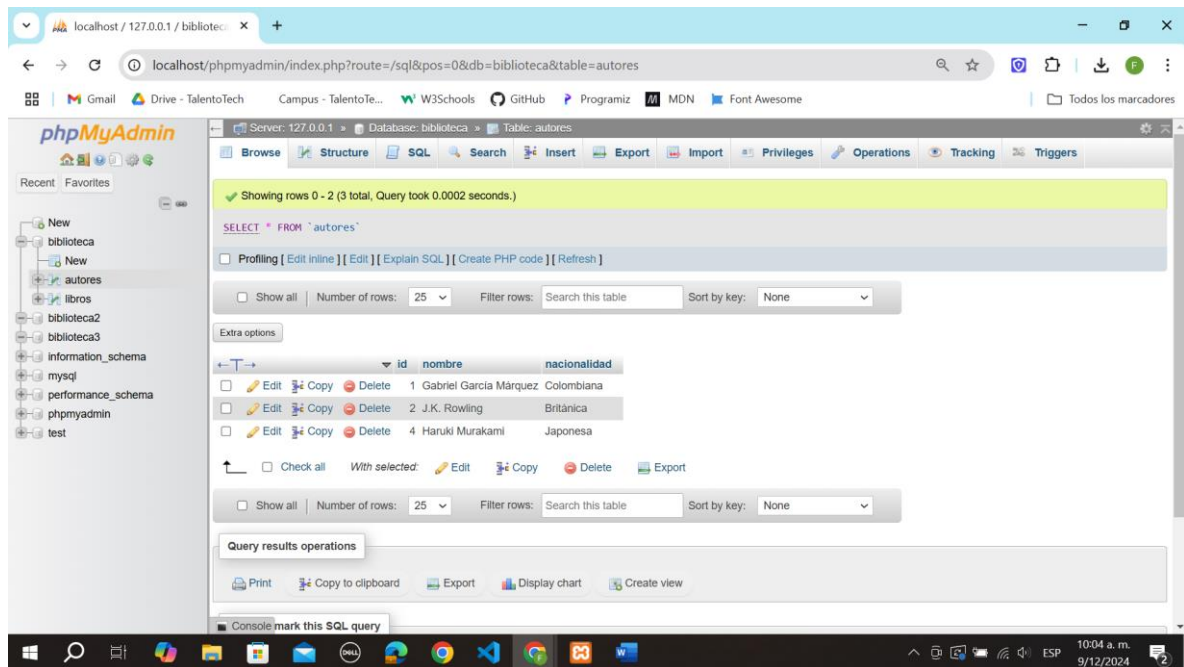 localhost / 127.0.0.1 / bibliotec
localhost/phpmyadmin/index.php?route=/sql&pos=0&db=biblioteca&table=autores
Gmail Drive - TalentoTech Campus - TalentoTe... W3Schools GitHub Programiz MDN Font Awesome Todos los marcadores
phpMyAdmin
Recent Favorites
New
biblioteca
New
autores
libros
biblioteca2
biblioteca3
information_schema
mysql
performance_schema
phpmyadmin
test
Server: 127.0.0.1 » Database: biblioteca » Table: autores
Browse Structure SQL Search Insert Export Import Privileges Operations Tracking Triggers
Showing rows 0 - 2 (3 total, Query took 0.0002 seconds.)
SELECT * FROM `autores`
Profiling [ Edit inline ] [ Edit ] [ Explain SQL ] [ Create PHP code ] [ Refresh ]
Show all | Number of rows: 25 Filter rows: Search this table Sort by key: None
Extra options
←T→ id nombre nacionalidad
Edit Copy Delete 1 Gabriel García Márquez Colombiana
Edit Copy Delete 2 J.K. Rowling Británica
Edit Copy Delete 4 Haruki Murakami Japonesa
Check all With selected: Edit Copy Delete Export
Show all | Number of rows: 25 Filter rows: Search this table Sort by key: None
Query results operations
Print Copy to clipboard Export Display chart Create view
Console mark this SQL query
DELL
ESP
10:04 a. m.
9/12/2024